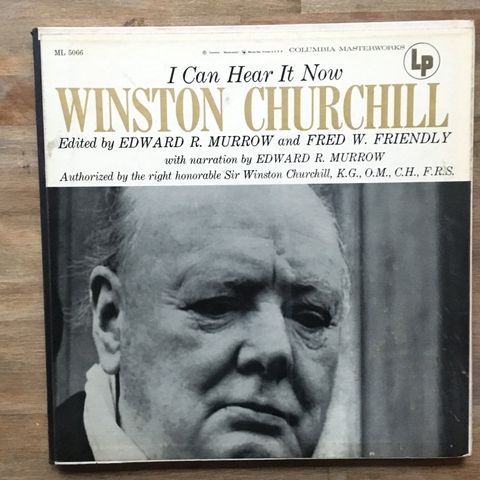 ML 5066
COLUMBIA MASTERWORKS
Lp
I Can Hear It Now
WINSTON CHURCHILL
Edited by EDWARD R. MURROW and FRED W. FRIENDLY
with narration by EDWARD R. MURROW
Authorized by the right honorable Sir Winston Churchill, K.G., O.M., C.H., F.R.S.